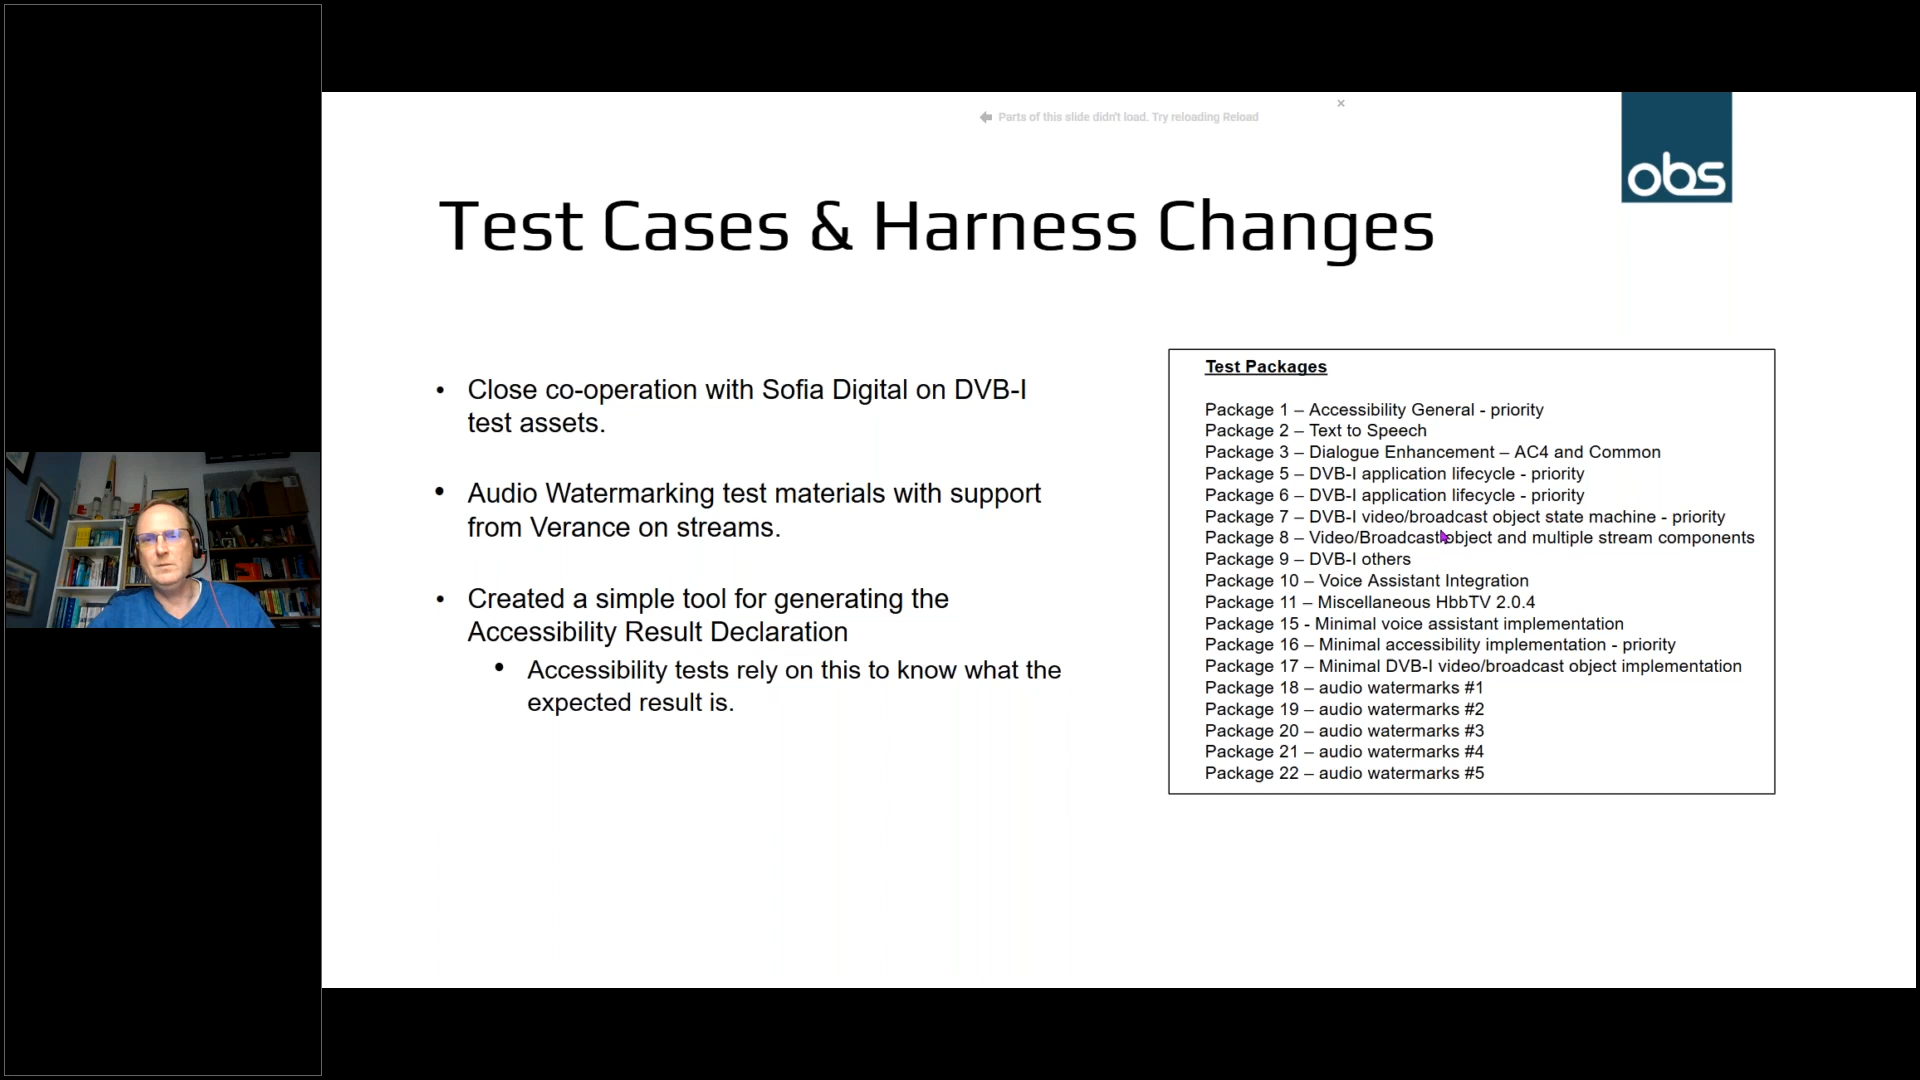 Parts of this slide didn't load. Try reloading Reload
×
obs
Test Cases & Harness Changes
• Close co-operation with Sofia Digital on DVB-I
test assets.
• Audio Watermarking test materials with support
from Verance on streams.
• Created a simple tool for generating the
Accessibility Result Declaration
• Accessibility tests rely on this to know what the
expected result is.
Test Packages
Package 1 – Accessibility General - priority
Package 2 – Text to Speech
Package 3 – Dialogue Enhancement – AC4 and Common
Package 5 – DVB-I application lifecycle - priority
Package 6 – DVB-I application lifecycle - priority
Package 7 – DVB-I video/broadcast object state machine - priority
Package 8 – Video/Broadcast object and multiple stream components
Package 9 – DVB-I others
Package 10 – Voice Assistant Integration
Package 11 – Miscellaneous HbbTV 2.0.4
Package 15 - Minimal voice assistant implementation
Package 16 – Minimal accessibility implementation - priority
Package 17 – Minimal DVB-I video/broadcast object implementation
Package 18 – audio watermarks #1
Package 19 – audio watermarks #2
Package 20 – audio watermarks #3
Package 21 – audio watermarks #4
Package 22 – audio watermarks #5